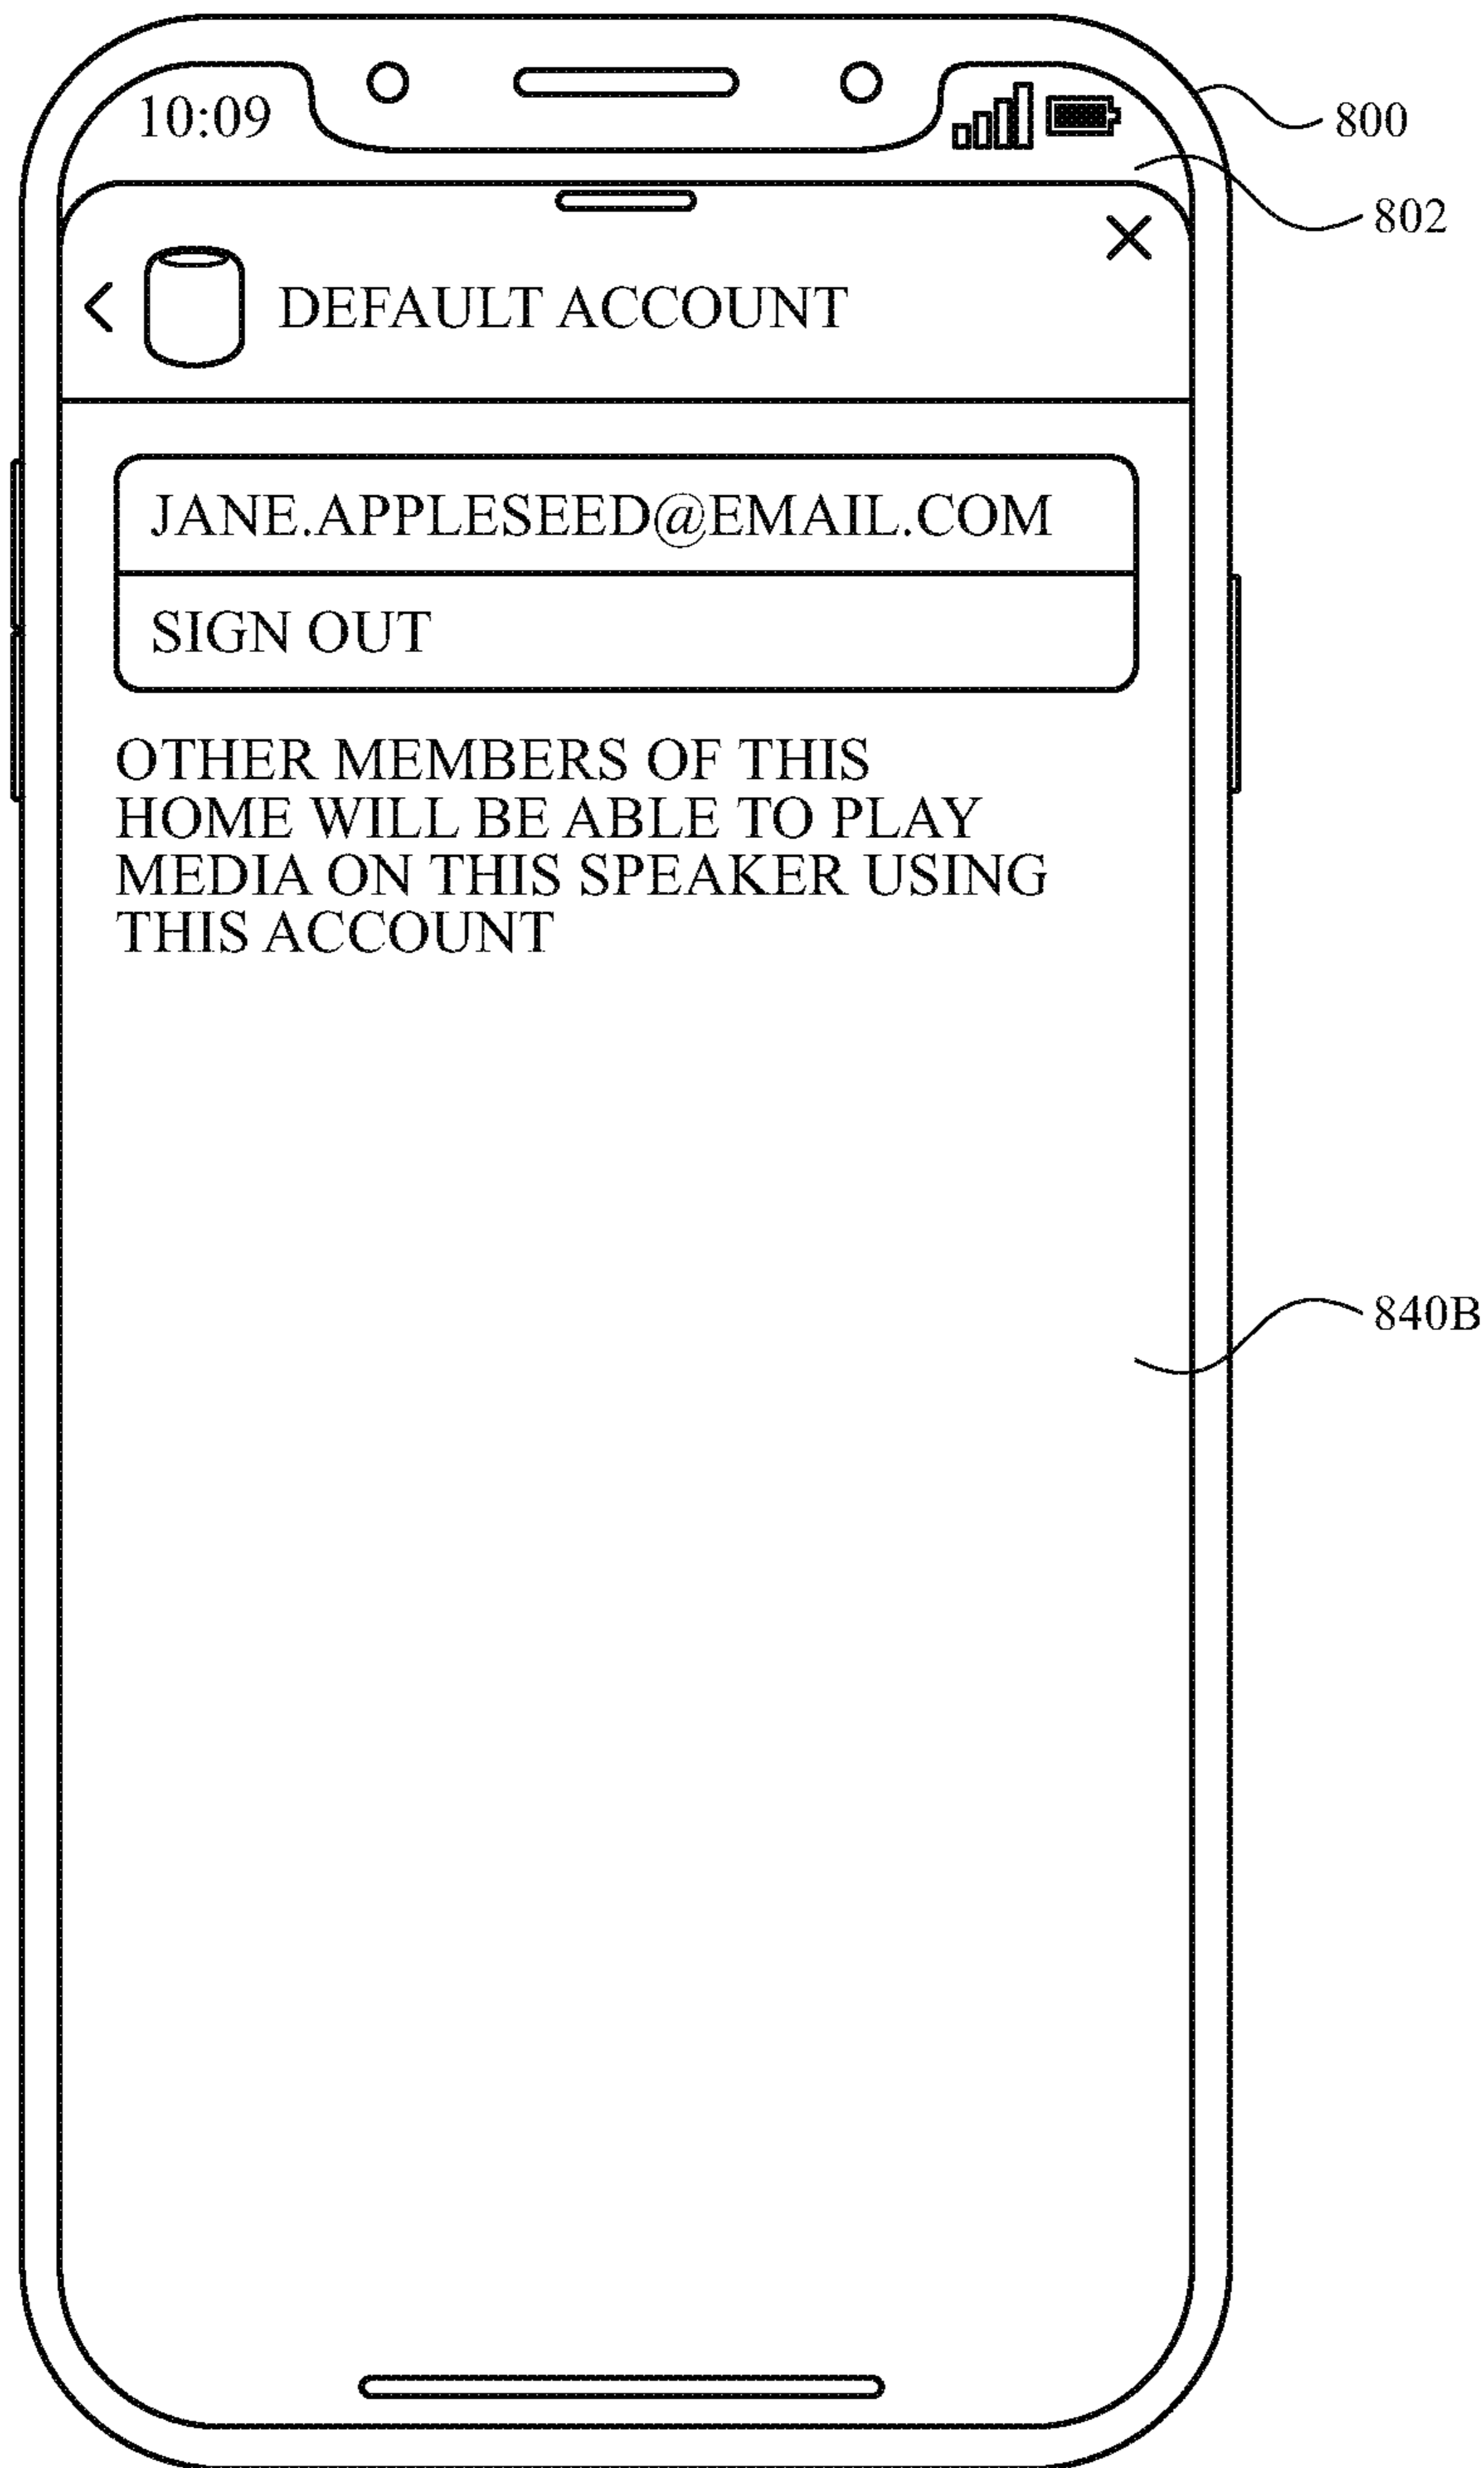 10:09
800
802
DEFAULT ACCOUNT
JANE.APPLESEED@EMAIL.COM
SIGN OUT
OTHER MEMBERS OF THIS
HOME WILL BE ABLE TO PLAY
MEDIA ON THIS SPEAKER USING
THIS ACCOUNT
840B